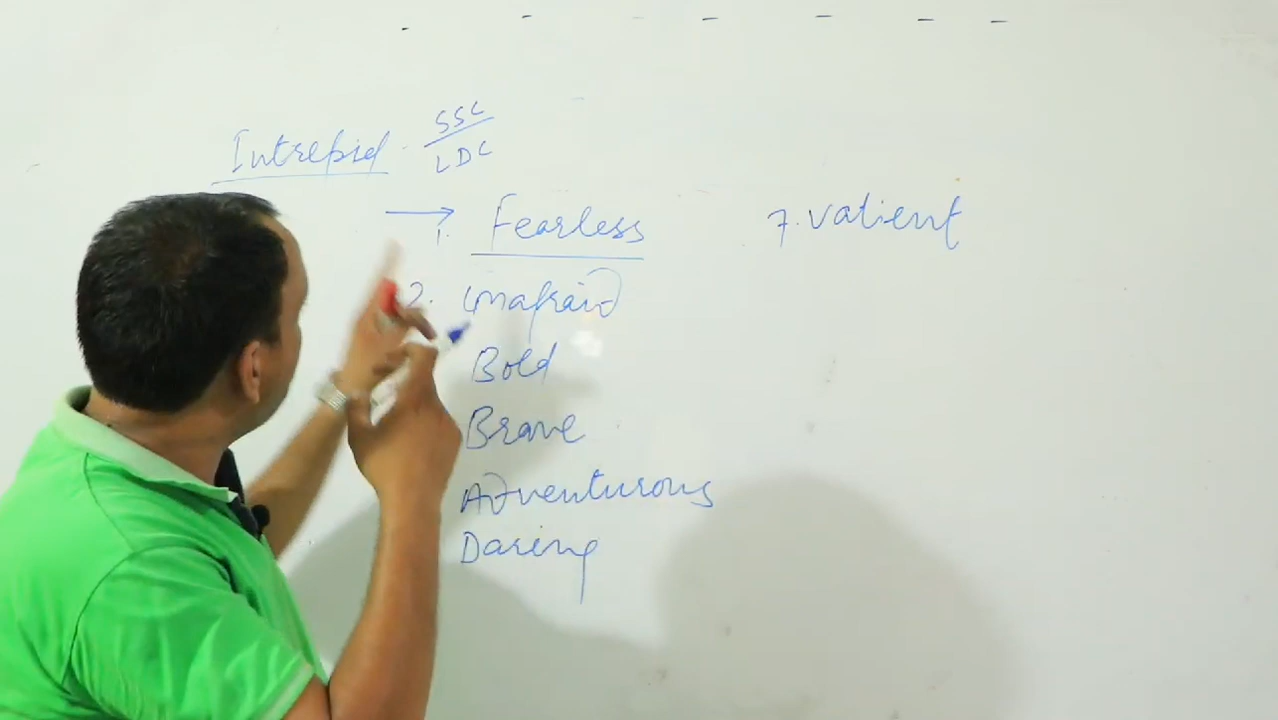 Intrepid SSC/LDC
→ 1. Fearless
2. Unafraid
Bold
Brave
Adventurous
Daring
7. Valient